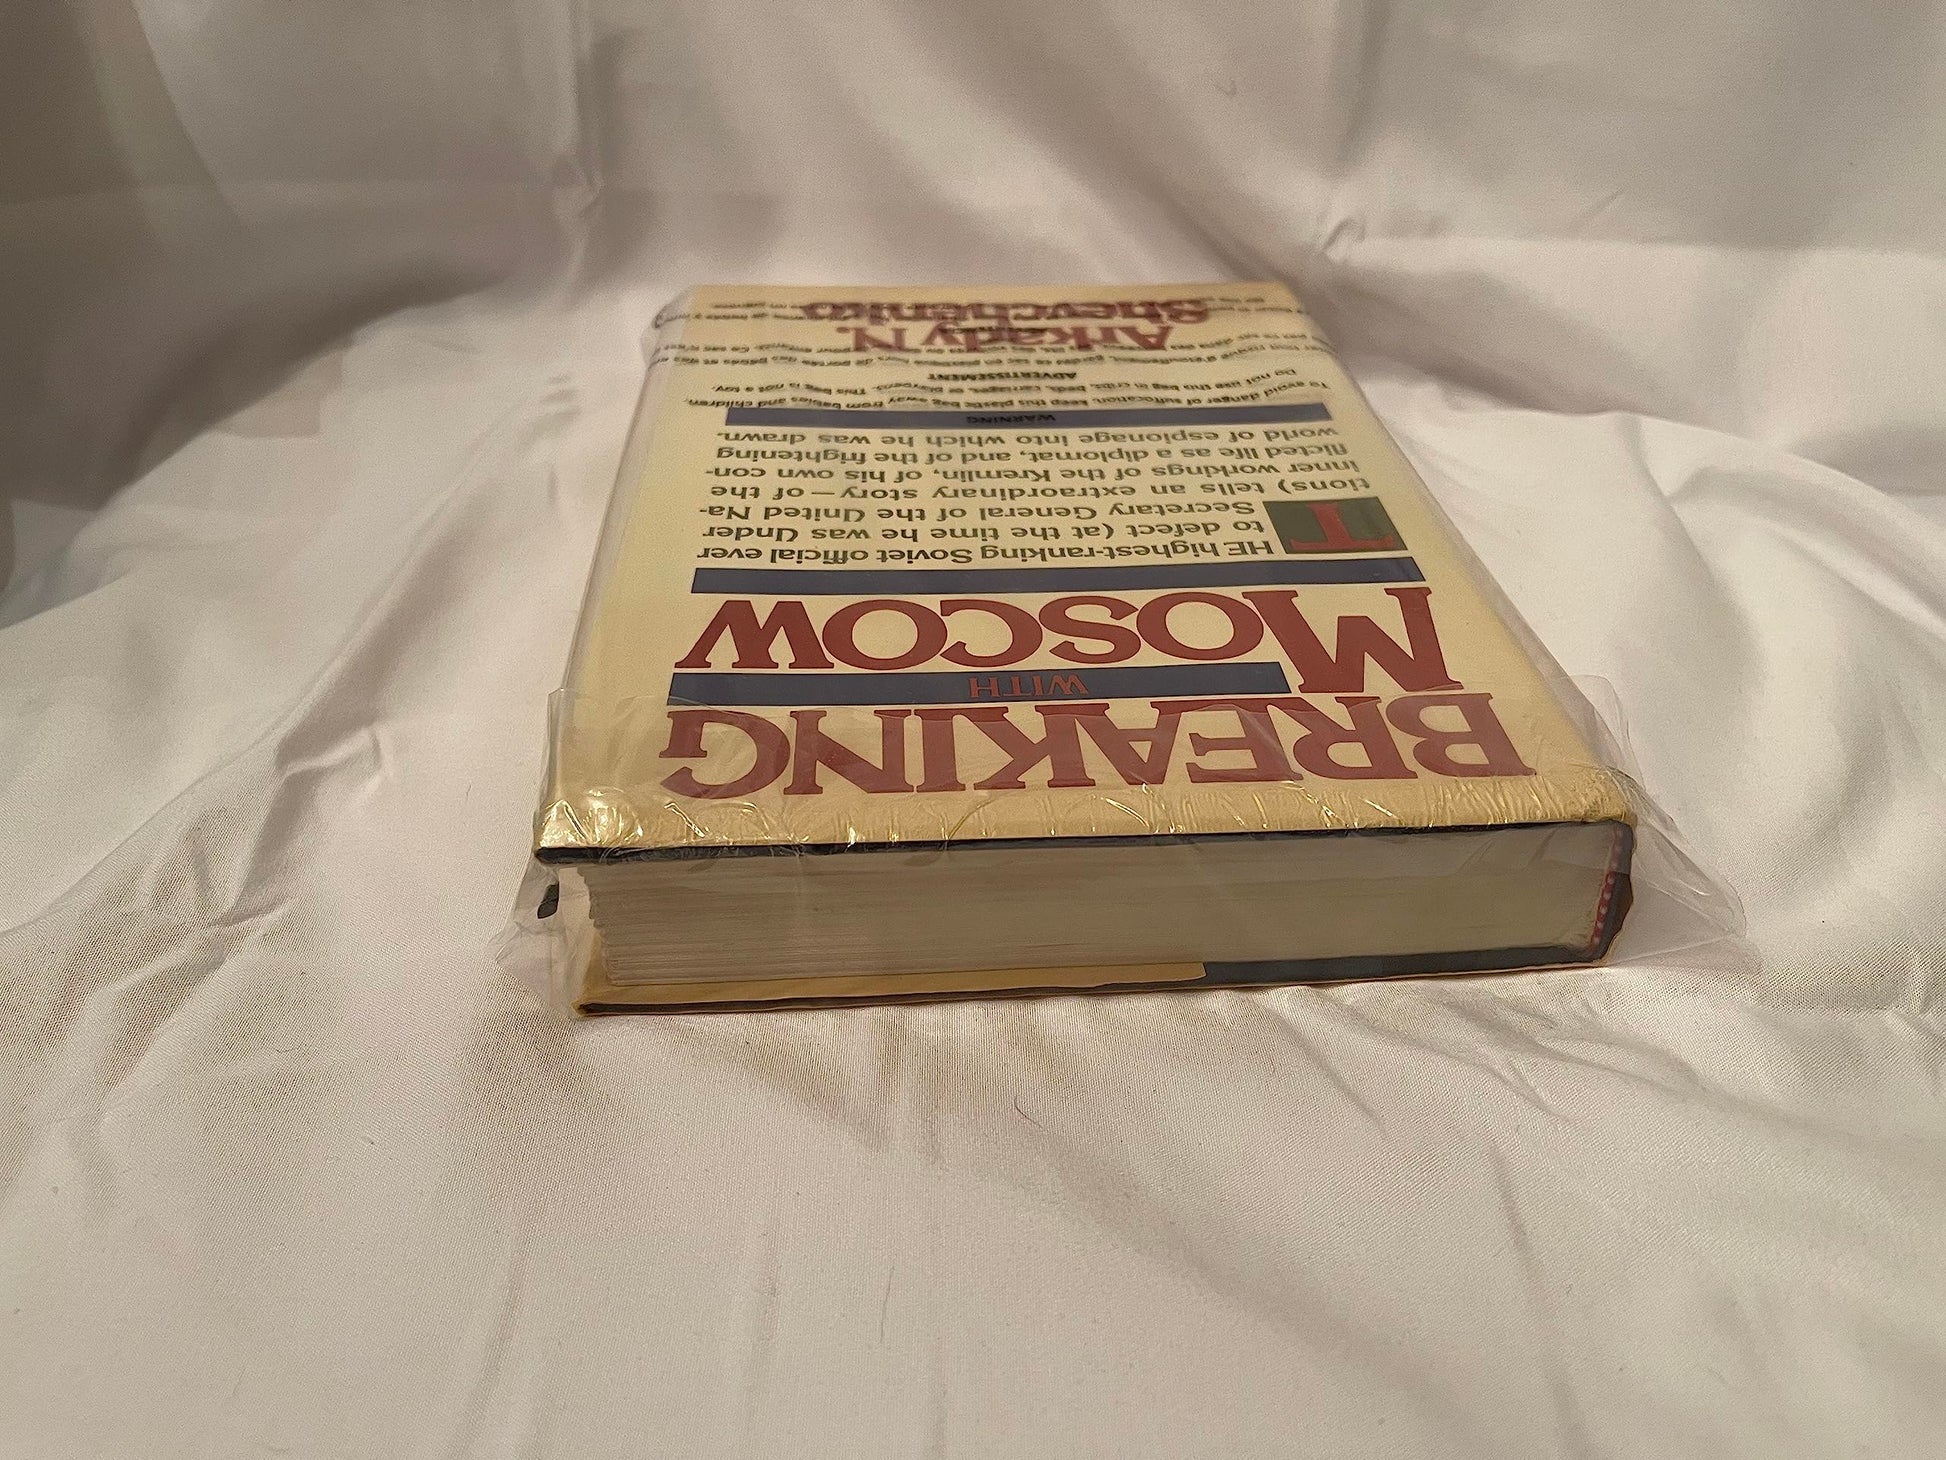 BREAKING
WITH
MOSCOW
THE highest-ranking Soviet official ever
to defect (at the time he was Under
Secretary General of the United Na-
tions) tells an extraordinary story—of the
inner workings of the Kremlin, of his own con-
flicted life as a diplomat, and of the frightening
world of espionage into which he was drawn.
WARNING
To avoid danger of suffocation, keep this plastic bag away from babies and children.
Do not use this bag in cribs, beds, carriages, or playpens. This bag is not a toy.
ADVERTISSEMENT
Arkady N.
Shevchenko